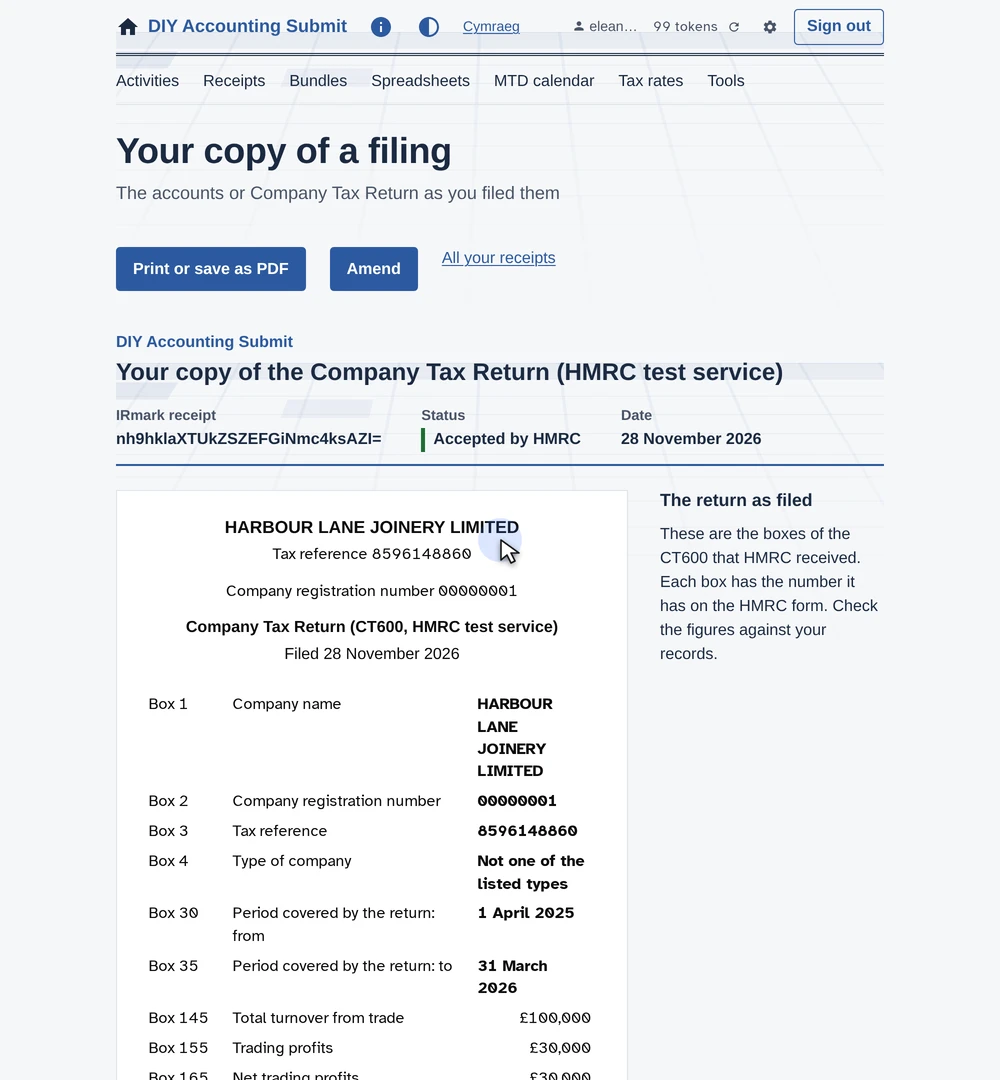 DIY Accounting Submit
Cymraeg
elean...
99 tokens
Sign out
Activities Receipts Bundles Spreadsheets MTD calendar Tax rates Tools
Your copy of a filing
The accounts or Company Tax Return as you filed them
Print or save as PDF
Amend
All your receipts
DIY Accounting Submit
Your copy of the Company Tax Return (HMRC test service)
IRmark receipt
nh9hklaXTUkZSZEFGiNmc4ksAZI=
Status
Accepted by HMRC
Date
28 November 2026
HARBOUR LANE JOINERY LIMITED
Tax reference 8596148860
Company registration number 00000001
Company Tax Return (CT600, HMRC test service)
Filed 28 November 2026
Box 1 Company name HARBOUR
LANE
JOINERY
LIMITED
Box 2 Company registration number 00000001
Box 3 Tax reference 8596148860
Box 4 Type of company Not one of the
listed types
Box 30 Period covered by the return: 1 April 2025
from
Box 35 Period covered by the return: to 31 March
2026
Box 145 Total turnover from trade £100,000
Box 155 Trading profits £30,000
Box 165 Net trading profits £30,000
The return as filed
These are the boxes of the
CT600 that HMRC received.
Each box has the number it
has on the HMRC form. Check
the figures against your
records.